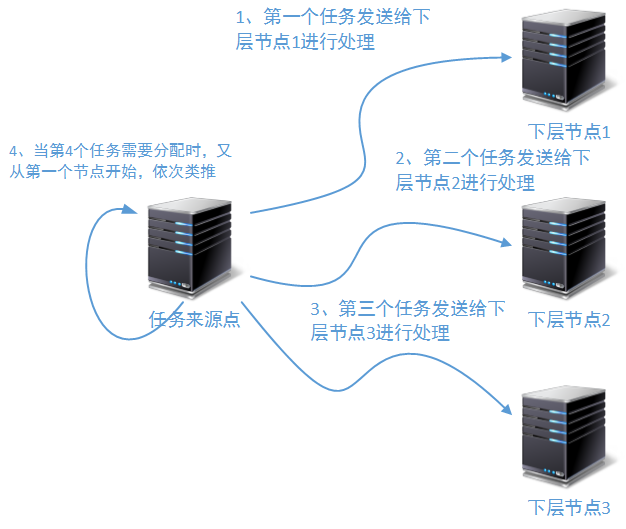 1、第一个任务发送给下
层节点1进行处理
下层节点1
4、当第4个任务需要分配时，又
从第一个节点开始，依次类推
2、第二个任务发送给下
层节点2进行处理
任务来源点
3、第三个任务发送给下
层节点3进行处理
下层节点2
下层节点3